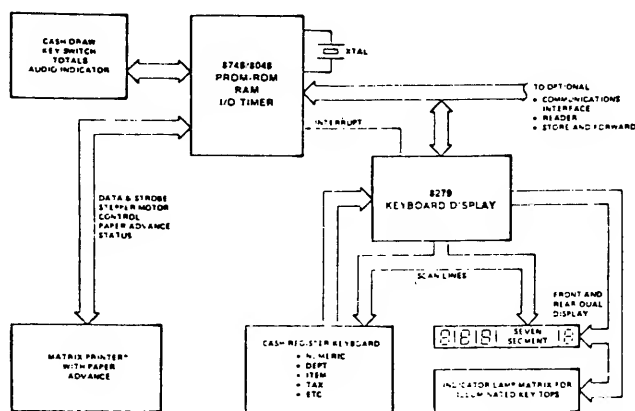 CASH DRAW
KEY SWITCH
TOTALS
AUDIO INDICATOR
8748/8048
PROM-ROM
RAM
I/O TIMER
XTAL
TO OPTIONAL
• COMMUNICATIONS
INTERFACE
• READER
• STORE AND FORWARD
INTERRUPT
8279
KEYBOARD DISPLAY
DATA & STROBE
STEPPER MOTOR
CONTROL
PAPER ADVANCE
STATUS
SCAN LINES
FRONT AND
REAR DUAL
DISPLAY
MATRIX PRINTER*
WITH PAPER
ADVANCE
CASH REGISTER KEYBOARD
• NUMERIC
• DEPT
• ITEM
• TAX
• ETC
SEVEN
SEGMENT
INDICATOR LAMP MATRIX FOR
ILLUMINATED KEY TOPS